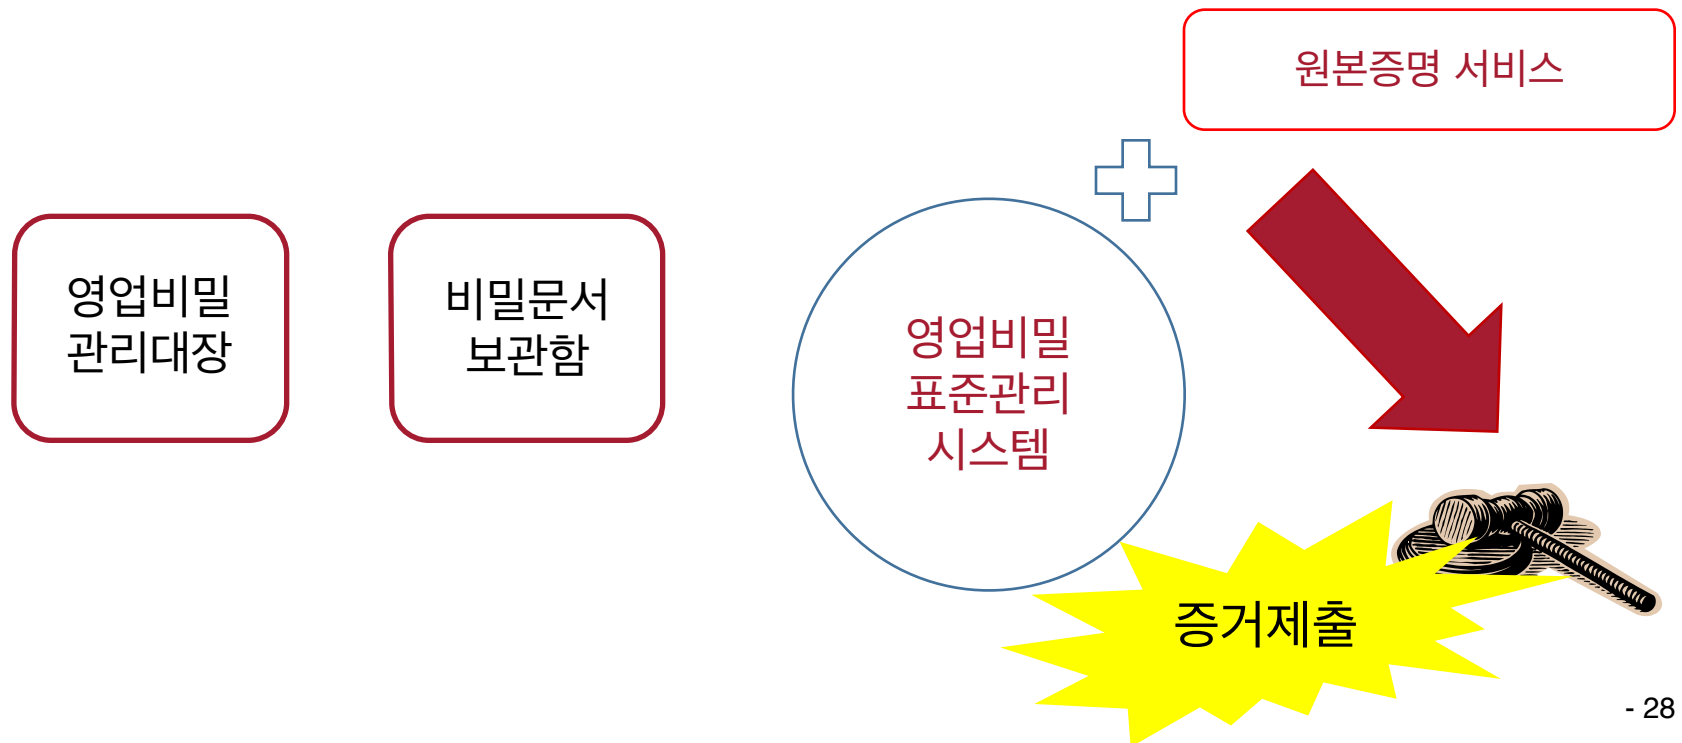 원본증명 서비스
영업비밀
관리대장
비밀문서
보관함
영업비밀
표준관리
시스템
증거제출
- 28